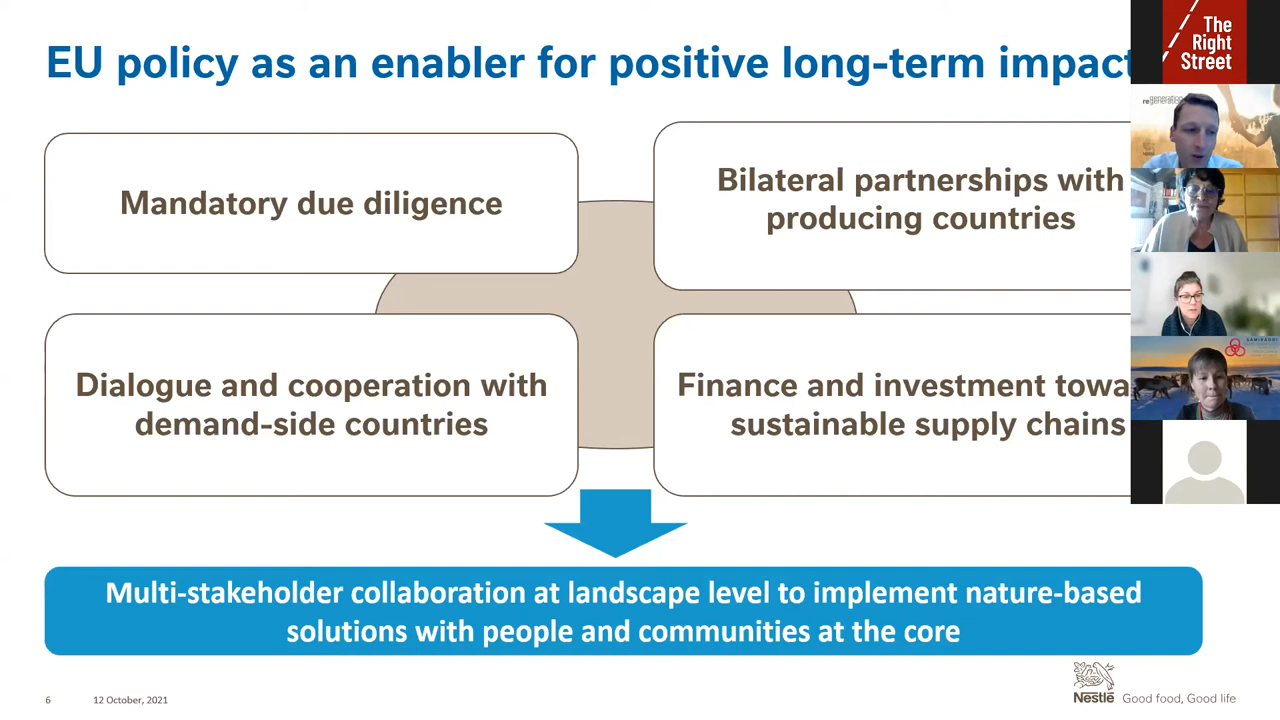 EU policy as an enabler for positive long-term impact
The
Right
Street
Mandatory due diligence
Bilateral partnerships with
producing countries
Dialogue and cooperation with
demand-side countries
Finance and investment
sustainable supply chains
Multi-stakeholder collaboration at landscape level to implement nature-based
solutions with people and communities at the core
6
12 October, 2021
Nestlé
Good food, Good life